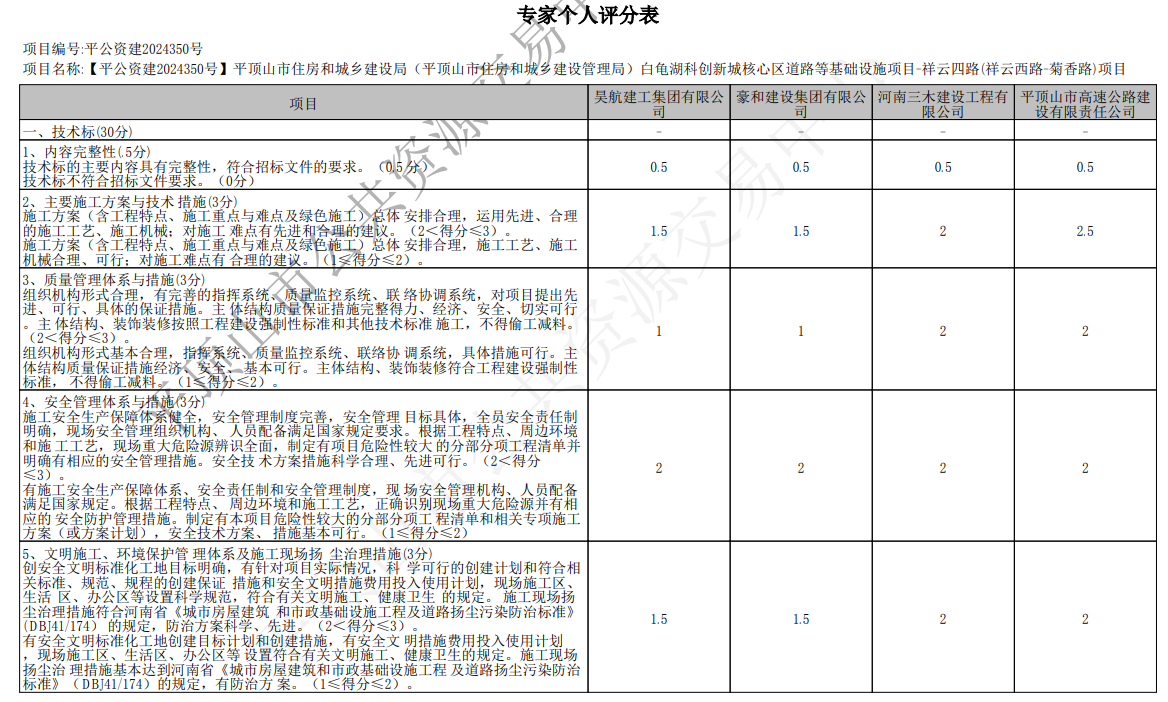 专家个人评分表
项目编号:平公资建2024350号
项目名称:【平公资建2024350号】平顶山市住房和城乡建设局（平顶山市住房和城乡建设管理局）白龟湖科创新城核心区道路等基础设施项目-祥云四路(祥云西路-菊香路)项目
项目 昊航建工集团有限公司 豪和建设集团有限公司 河南三木建设工程有限公司 平顶山市高速公路建设有限责任公司
一、技术标(30分) - - - -
1、内容完整性(.5分)
技术标的主要内容具有完整性，符合招标文件的要求。（0.5分）
技术标不符合招标文件要求。（0分）
0.5 0.5 0.5 0.5
2、主要施工方案与技术 措施(3分)
施工方案（含工程特点、施工重点与难点及绿色施工）总体 安排合理，运用先进、合理
的施工工艺、施工机械；对施工 难点有先进和合理的建议。（2＜得分≤3）。
施工方案（含工程特点、施工重点与难点及绿色施工）总体 安排合理，施工工艺、施工
机械合理、可行；对施工难点有 合理的建议。（1≤得分≤2）。
1.5 1.5 2 2.5
3、质量管理体系与措施(3分)
组织机构形式合理，有完善的指挥系统、质量监控系统、联 络协调系统，对项目提出先
进、可行、具体的保证措施。主 体结构质量保证措施完整得力、经济、安全、切实可行
。主 体结构、装饰装修按照工程建设强制性标准和其他技术标准 施工，不得偷工减料。
（2＜得分≤3）。
组织机构形式基本合理，指挥系统、质量监控系统、联络协 调系统，具体措施可行。主
体结构质量保证措施经济、安全、 基本可行。主体结构、装饰装修符合工程建设强制性
标准， 不得偷工减料。（1≤得分≤2）。
1 1 2 2
4、安全管理体系与措施(3分)
施工安全生产保障体系健全，安全管理制度完善，安全管理 目标具体，全员安全责任制
明确，现场安全管理组织机构、 人员配备满足国家规定要求。根据工程特点、周边环境
和施 工工艺，现场重大危险源辨识全面，制定有项目危险性较大 的分部分项工程清单并
明确有相应的安全管理措施。安全技 术方案措施科学合理、先进可行。（2＜得分
≤3）。
有施工安全生产保障体系、安全责任制和安全管理制度，现 场安全管理机构、人员配备
满足国家规定。根据工程特点、 周边环境和施工工艺，正确识别现场重大危险源并有相
应的 安全防护管理措施。制定有本项目危险性较大的分部分项工 程清单和相关专项施工
方案（或方案计划），安全技术方案、 措施基本可行。（1≤得分≤2）
2 2 2 2
5、文明施工、环境保护管 理体系及施工现场扬 尘治理措施(3分)
创安全文明标准化工地目标明确，有针对项目实际情况，科 学可行的创建计划和符合相
关标准、规范、规程的创建保证 措施和安全文明措施费用投入使用计划，现场施工区、
生活 区、办公区等设置科学规范，符合有关文明施工、健康卫生 的规定。 施工现场扬
尘治理措施符合河南省《城市房屋建筑 和市政基础设施工程及道路扬尘污染防治标准》
(DBJ41/174) 的规定，防治方案科学、先进。（2＜得分≤3）。
有安全文明标准化工地创建目标计划和创建措施，有安全文 明措施费用投入使用计划
，现场施工区、生活区、办公区等 设置符合有关文明施工、健康卫生的规定。施工现场
扬尘治 理措施基本达到河南省《城市房屋建筑和市政基础设施工程 及道路扬尘污染防治
标准》（DBJ41/174）的规定，有防治方 案。（1≤得分≤2）。
1.5 1.5 2 2
平顶山市公共资源交易中
共资源交易中